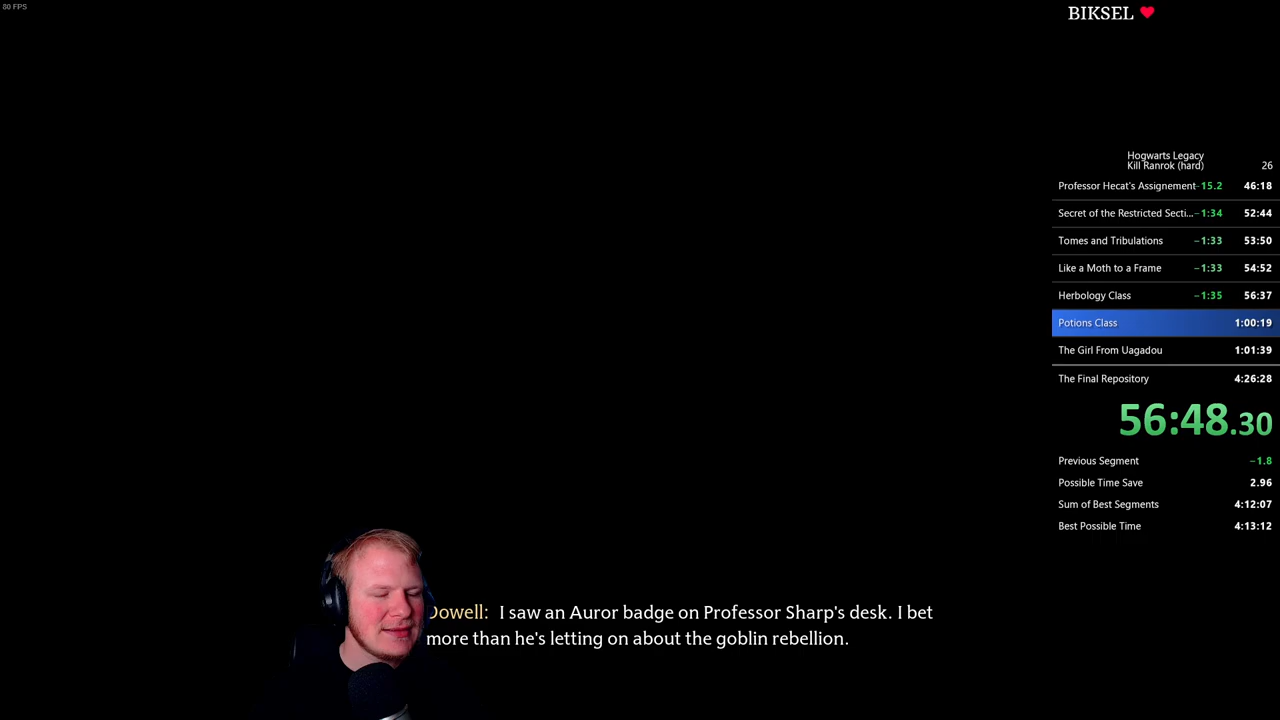 80 FPS
BIKSEL ❤
Hogwarts Legacy
Kill Ranrok (hard) 26
Professor Hecat's Assignement -15.2 46:18
Secret of the Restricted Secti... -1:34 52:44
Tomes and Tribulations -1:33 53:50
Like a Moth to a Frame -1:33 54:52
Herbology Class -1:35 56:37
Potions Class 1:00:19
The Girl From Uagadou 1:01:39
The Final Repository 4:26:28
56:48.30
Previous Segment -1.8
Possible Time Save 2.96
Sum of Best Segments 4:12:07
Best Possible Time 4:13:12
Dowell: I saw an Auror badge on Professor Sharp's desk. I bet
more than he's letting on about the goblin rebellion.